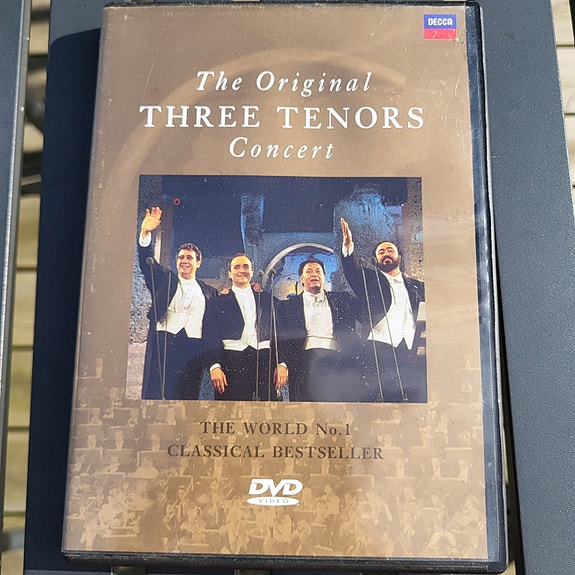 DECCA
The Original
THREE TENORS
Concert
THE WORLD No.1
CLASSICAL BESTSELLER
DVD
VIDEO